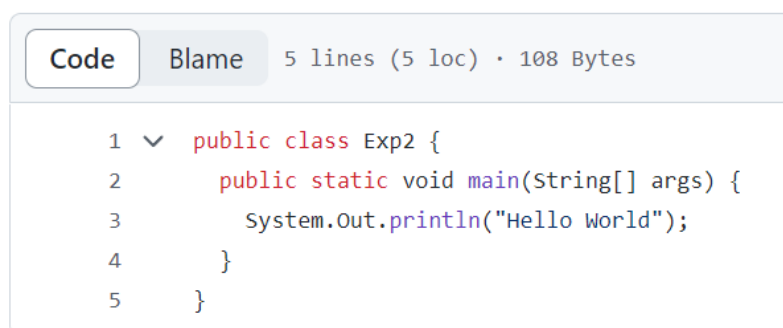 Code Blame 5 lines (5 loc) · 108 Bytes
1 public class Exp2 {
2 public static void main(String[] args) {
3 System.Out.println("Hello World");
4 }
5 }